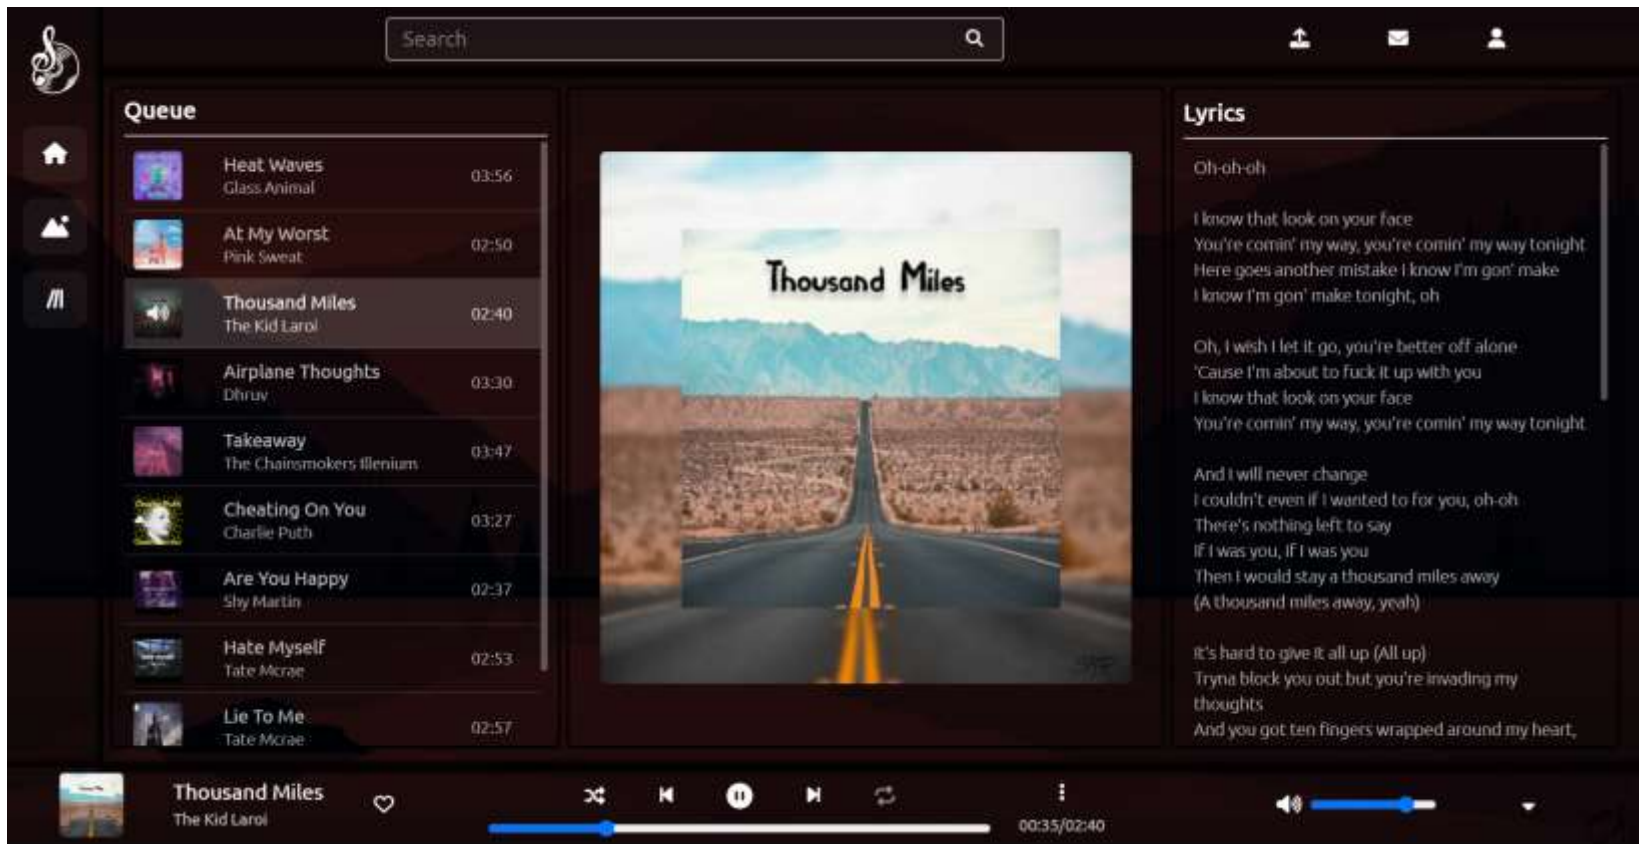 Search
Queue
Heat Waves
Glass Animal
03:56
At My Worst
Pink Sweat
02:50
Thousand Miles
The Kid Laroi
02:40
Airplane Thoughts
Dhruv
03:30
Takeaway
The Chainsmokers Illenium
03:47
Cheating On You
Charlie Puth
03:27
Are You Happy
Shy Martin
02:37
Hate Myself
Tate Mcrae
02:53
Lie To Me
Tate Mcrae
02:57
Thousand Miles
Lyrics
Oh-oh-oh
I know that look on your face
You're comin' my way, you're comin' my way tonight
Here goes another mistake I know I'm gon' make
I know I'm gon' make tonight, oh
Oh, I wish I let it go, you're better off alone
'Cause I'm about to fuck it up with you
I know that look on your face
You're comin' my way, you're comin' my way tonight
And I will never change
I couldn't even if I wanted to for you, oh-oh
There's nothing left to say
If I was you, if I was you
Then I would stay a thousand miles away
(A thousand miles away, yeah)
It's hard to give it all up (All up)
Tryna block you out but you're invading my
thoughts
And you got ten fingers wrapped around my heart,
Thousand Miles
The Kid Laroi
00:35/02:40